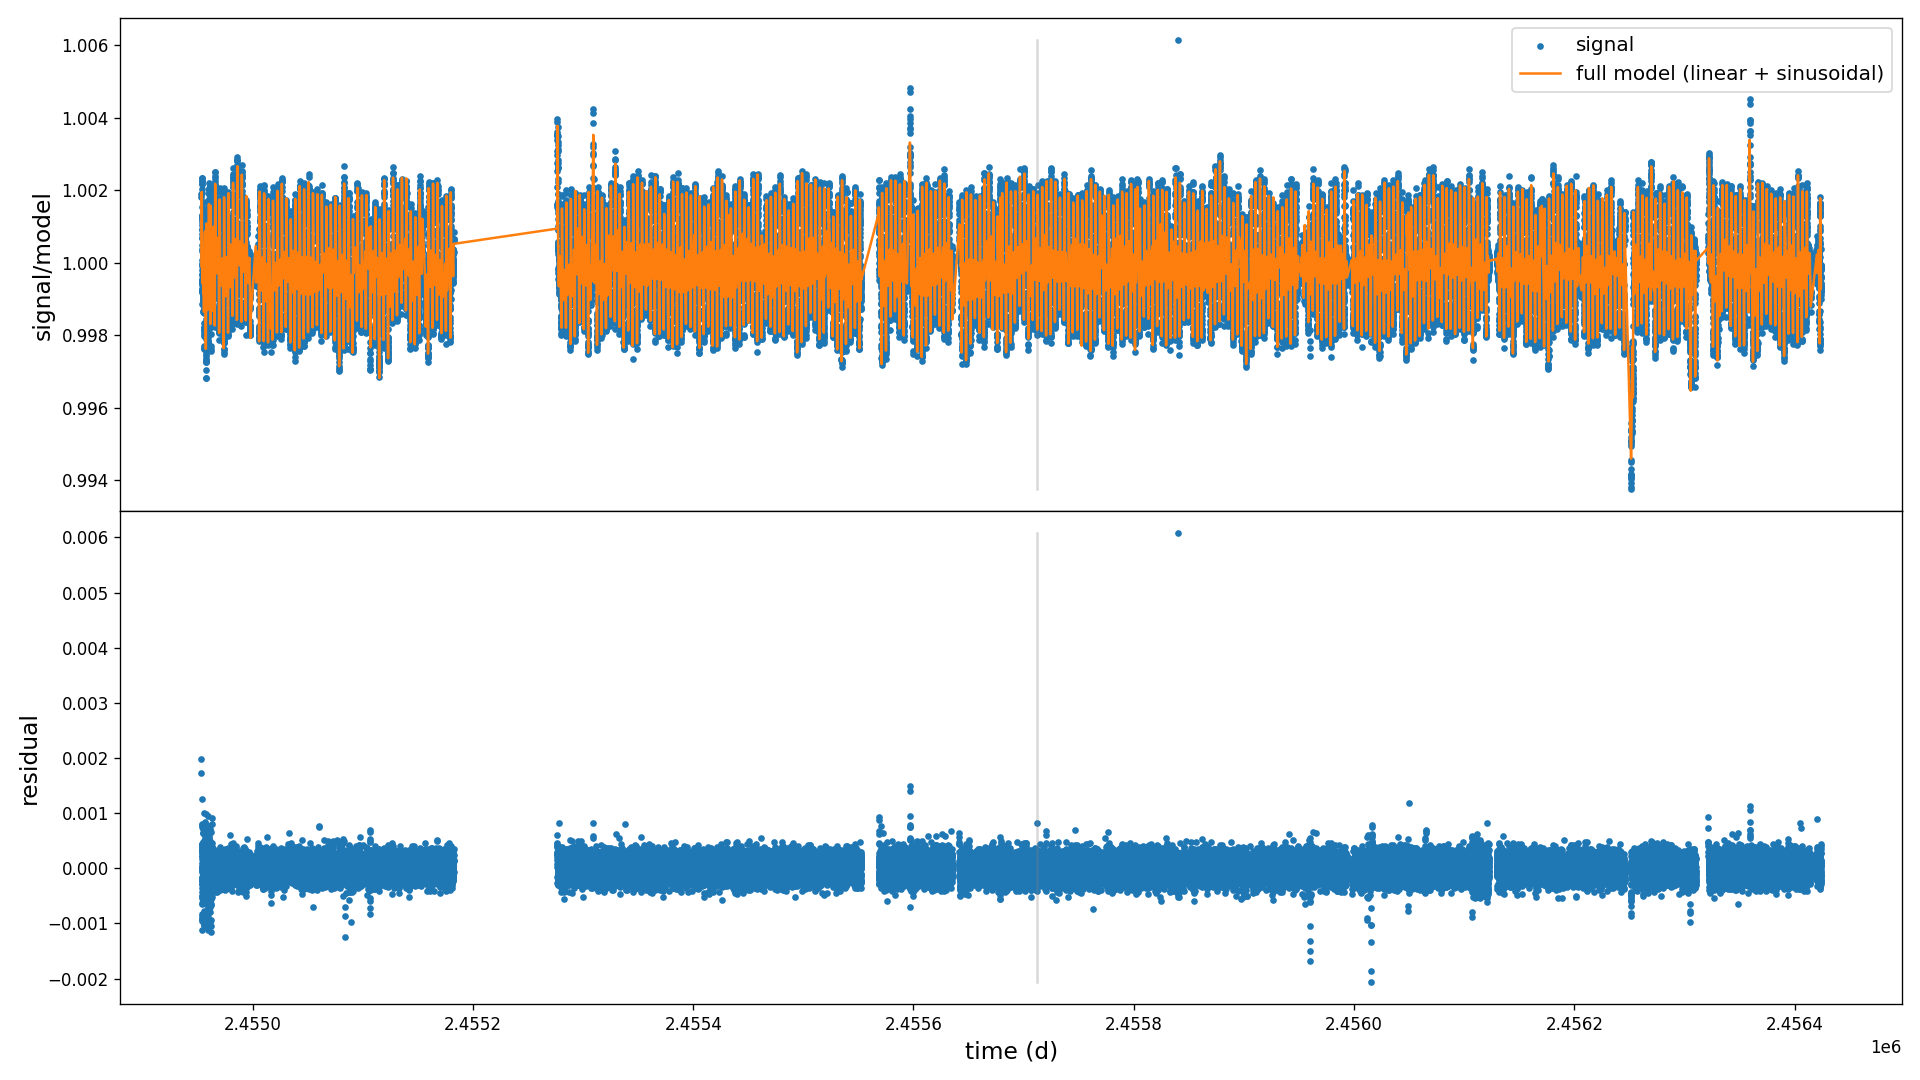 signal
full model (linear + sinusoidal)
signal/model
1.006
1.004
1.002
1.000
0.998
0.996
0.994
residual
0.006
0.005
0.004
0.003
0.002
0.001
0.000
−0.001
−0.002
2.4550 2.4552 2.4554 2.4556 2.4558 2.4560 2.4562 2.4564
1e6
time (d)